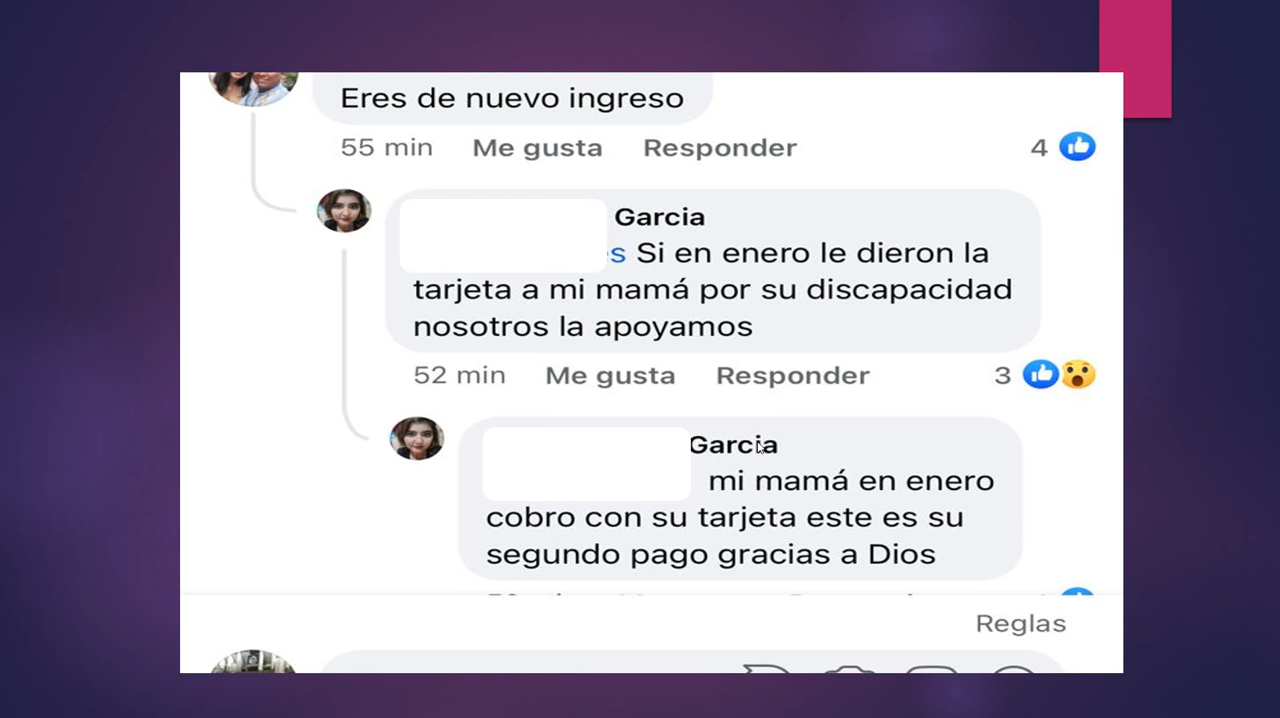 Eres de nuevo ingreso
55 min Me gusta Responder 4
Garcia
Si en enero le dieron la
tarjeta a mi mamá por su discapacidad
nosotros la apoyamos
52 min Me gusta Responder 3
Garcia
mi mamá en enero
cobro con su tarjeta este es su
segundo pago gracias a Dios
Reglas